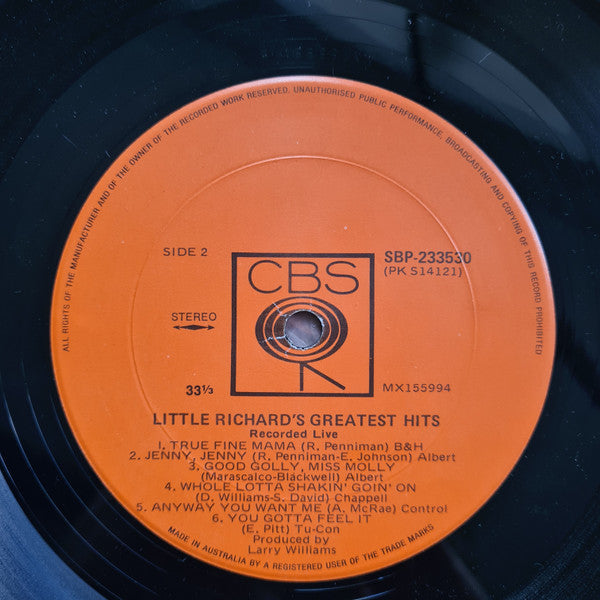 ALL RIGHTS OF THE MANUFACTURER AND OF THE OWNER OF THE RECORDED WORK RESERVED. UNAUTHORISED PUBLIC PERFORMANCE, BROADCASTING AND COPYING OF THIS RECORD PROHIBITED
SIDE 2
SBP-233530
(PK S14121)
CBS
STEREO
33⅓
MX155994
LITTLE RICHARD'S GREATEST HITS
Recorded Live
1. TRUE FINE MAMA (R. Penniman) B&H
2. JENNY, JENNY (R. Penniman-E. Johnson) Albert
3. GOOD GOLLY, MISS MOLLY
(Marascalco-Blackwell) Albert
4. WHOLE LOTTA SHAKIN' GOIN' ON
(D. Williams-S. David) Chappell
5. ANYWAY YOU WANT ME (A. McRae) Control
6. YOU GOTTA FEEL IT
(E. Pitt) Tu-Con
Produced by
Larry Williams
MADE IN AUSTRALIA BY A REGISTERED USER OF THE TRADE MARKS